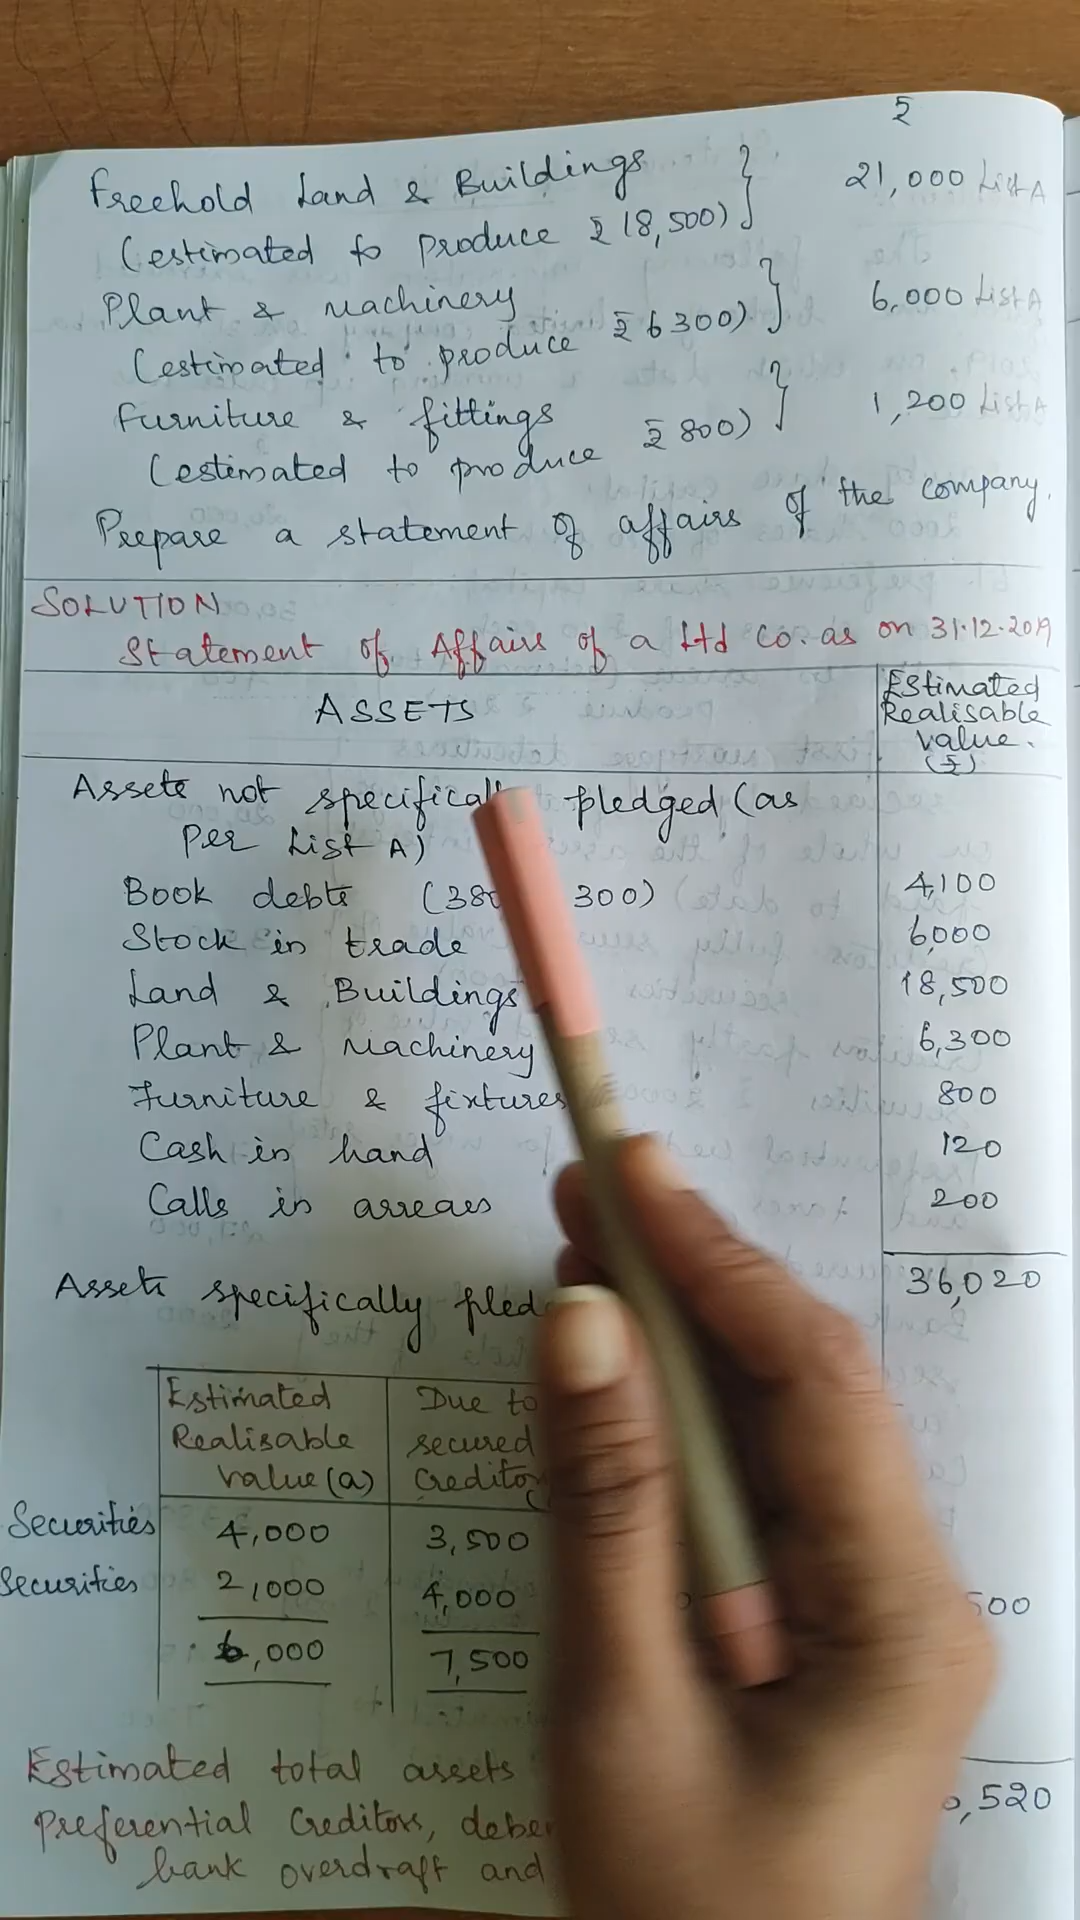 ₹
Freehold Land & Buildings } 21,000 List A
(estimated to produce ₹ 18,500)
Plant & Machinery } 6,000 List A
(estimated to produce ₹ 6300)
Furniture & fittings } 1,200 List A
(estimated to produce ₹ 800)
Prepare a statement of affairs of the company.
SOLUTION
Statement of Affairs of a Ltd Co. as on 31.12.2019
ASSETS
Estimated
Realisable
Value.
(₹)
Assets not specifically pledged (as
per List A)
Book debts (380 300) 4,100
Stock in trade 6,000
Land & Buildings 18,500
Plant & Machinery 6,300
Furniture & fixtures 800
Cash in hand 120
Calls in arrears 200
36,020
Assets specifically
Estimated
Realisable
Value (a)
Due to
secured
Securities 4,000 3,500
Securities 2,000 4,000
6,000 7,500
500
Estimated total assets
Preferential Creditors,
,520
bank overdraft and